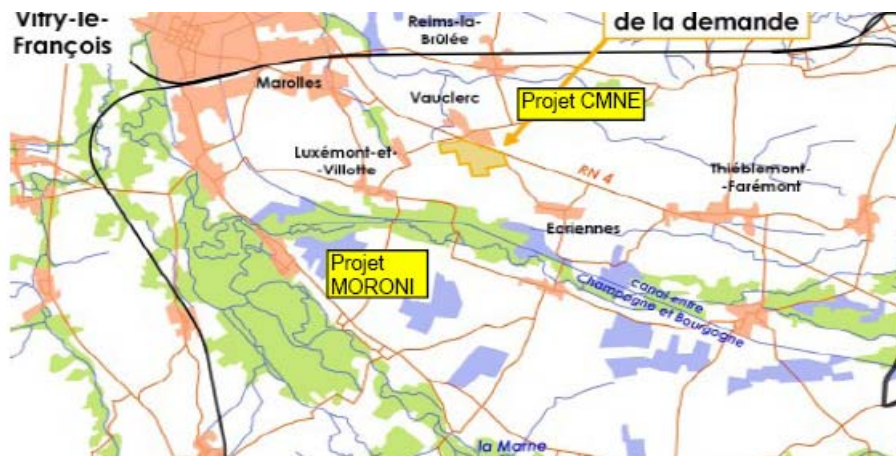 Vitry-le-
François
Reims-la-
Brûlée
de la demande
Marolles
Vauclerc
Projet CMNE
Luxémont-et-
-Villotte
RN 4
Thiéblemont-
-Farémont
Ecriennes
Projet
MORONI
canal entre
Champagne et Bourgogne
la Marne